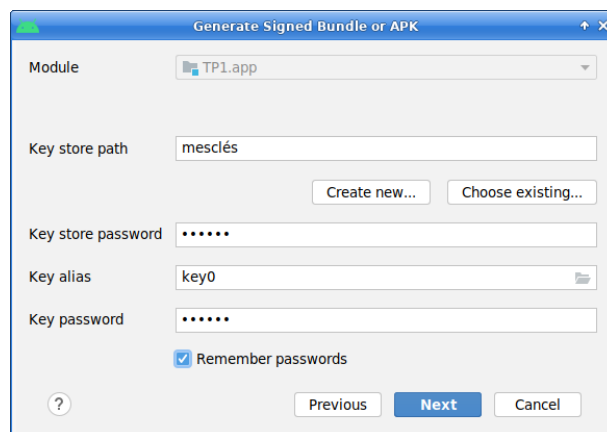 Generate Signed Bundle or APK
Module TP1.app
Key store path mesclés
Create new... Choose existing...
Key store password ••••••
Key alias key0
Key password ••••••
Remember passwords
? Previous Next Cancel